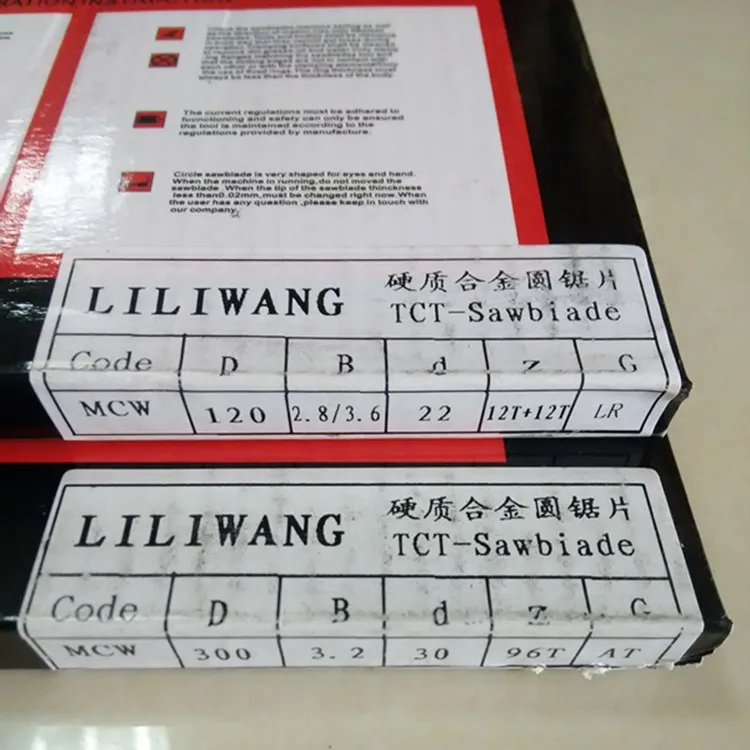 RATION INSTRUCTION
The current regulations must be adhered to
fucnctioning and safety can only be ensured
the tool is maintained according to the
regulations provided by manufacture.
Circle sawblade is very shaped for eyes and hand.
When the machine in running,do not moved the
sawblade .When the tip of the sawblade thinckness
less than0.02mm,must be changed right now.When
the user has any question ,please keep in touch with
our company.
LILIWANG
硬质合金圆锯片
TCT-Sawbiade
Code D B d z G
MCW 120 2.8/3.6 22 12T+12T LR
LILIWANG
硬质合金圆锯片
TCT-Sawbiade
Code D B d z G
MCW 300 3.2 30 96T AT